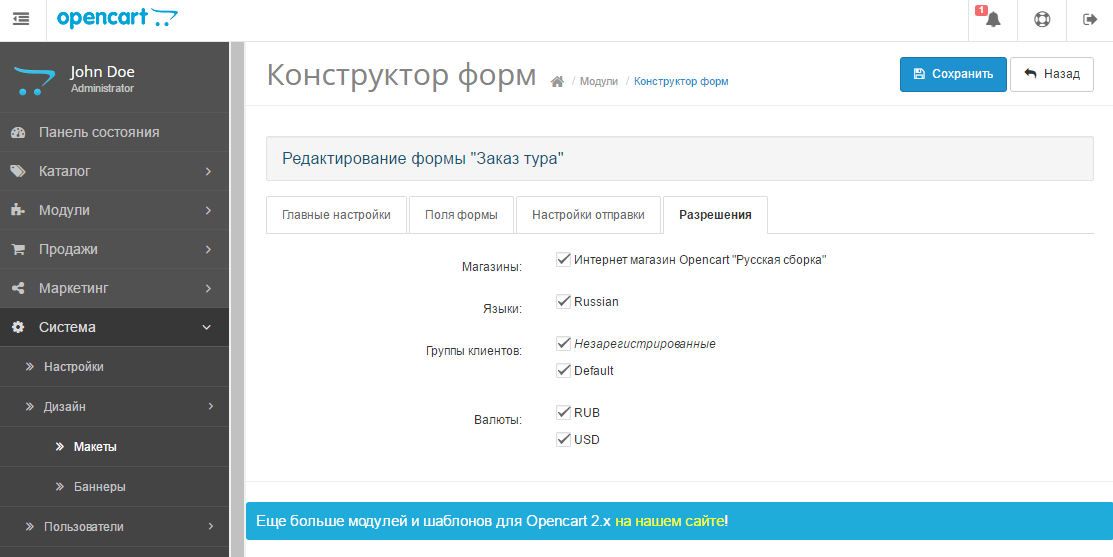 opencart
1
John Doe
Administrator
Панель состояния
Каталог
Модули
Продажи
Маркетинг
Система
Настройки
Дизайн
Макеты
Баннеры
Пользователи
Конструктор форм
/ Модули / Конструктор форм
Сохранить
Назад
Редактирование формы "Заказ тура"
Главные настройки
Поля формы
Настройки отправки
Разрешения
Магазины: Интернет магазин Opencart "Русская сборка"
Языки: Russian
Группы клиентов: Незарегистрированные
Default
Валюты: RUB
USD
Еще больше модулей и шаблонов для Opencart 2.x на нашем сайте!